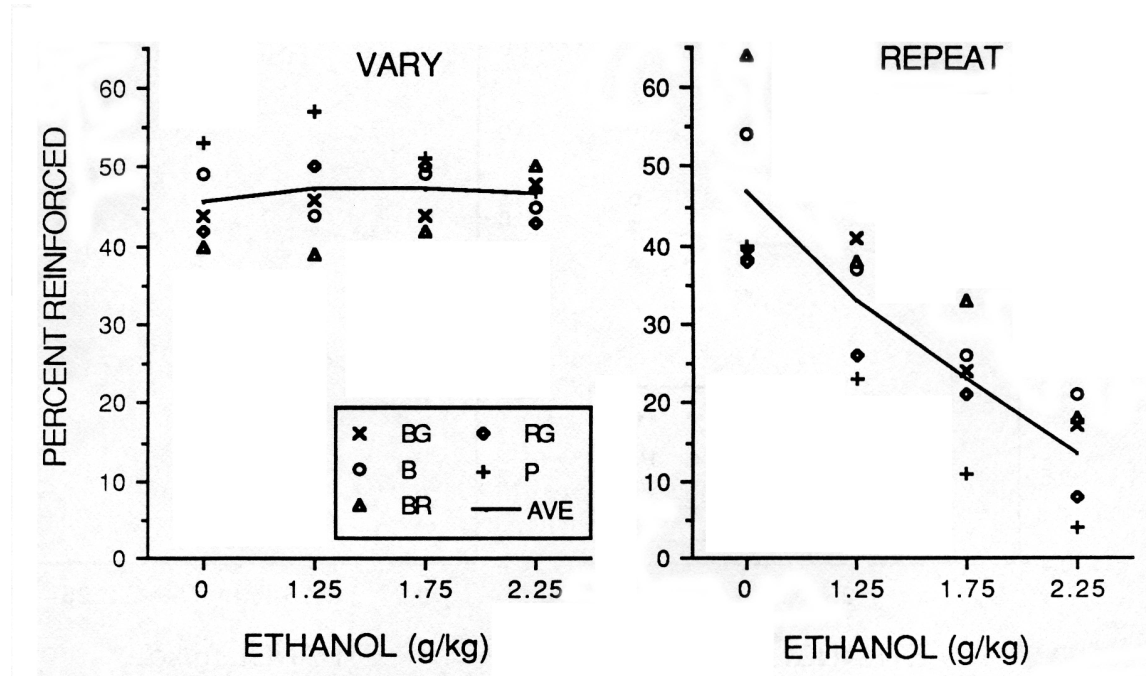 VARY
REPEAT
PERCENT REINFORCED
60
50
40
30
20
10
0
0 1.25 1.75 2.25
ETHANOL (g/kg)
BG RG
B P
BR AVE
60
50
40
30
20
10
0
0 1.25 1.75 2.25
ETHANOL (g/kg)